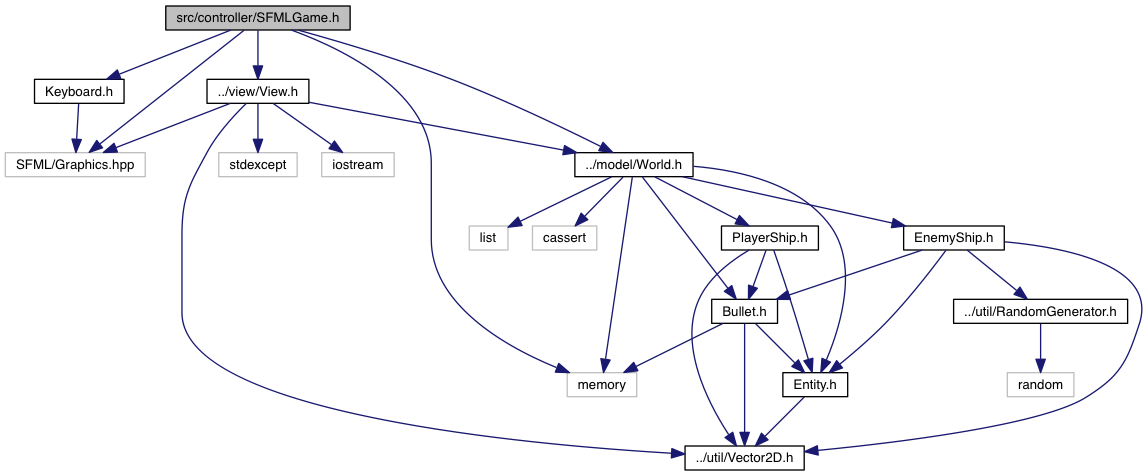 src/controller/SFMLGame.h
Keyboard.h
../view/View.h
SFML/Graphics.hpp
stdexcept
iostream
../model/World.h
list
cassert
PlayerShip.h
EnemyShip.h
Bullet.h
../util/RandomGenerator.h
memory
Entity.h
random
../util/Vector2D.h